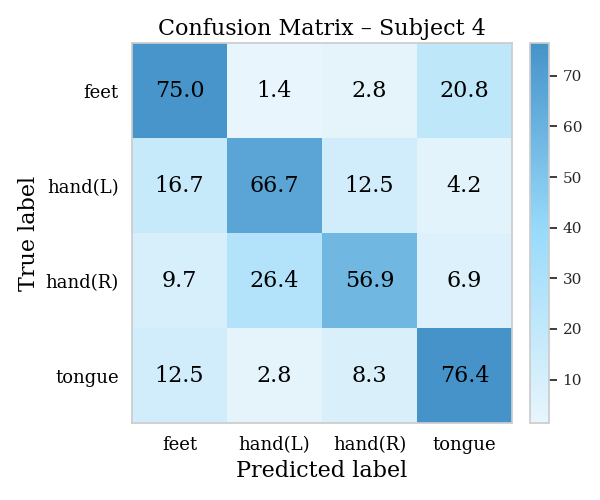 Confusion Matrix – Subject 4
feet 75.0 1.4 2.8 20.8
hand(L) 16.7 66.7 12.5 4.2
hand(R) 9.7 26.4 56.9 6.9
tongue 12.5 2.8 8.3 76.4
feet hand(L) hand(R) tongue
Predicted label
True label
70
60
50
40
30
20
10